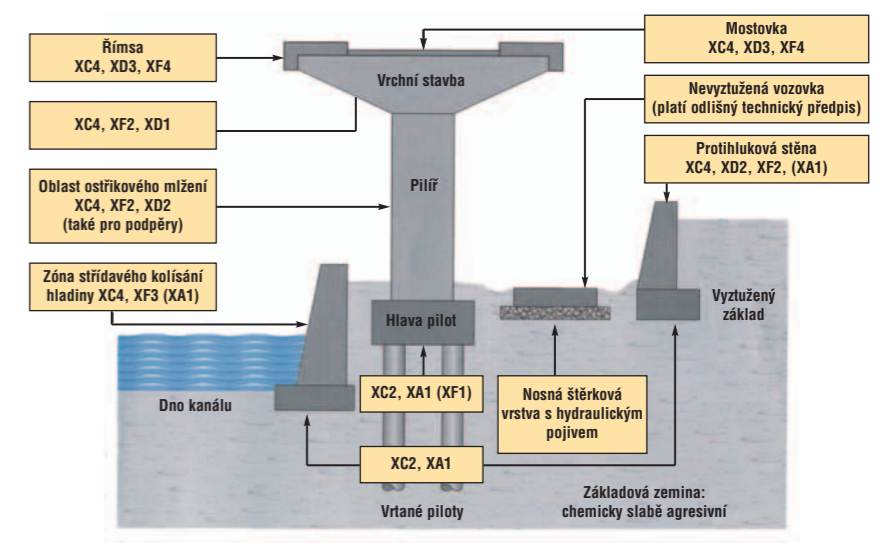 Římsa
XC4, XD3, XF4
Mostovka
XC4, XD3, XF4
Vrchní stavba
Nevyztužená vozovka
(platí odlišný technický předpis)
XC4, XF2, XD1
Protihluková stěna
XC4, XD2, XF2, (XA1)
Oblast ostřikového mlžení
XC4, XF2, XD2
(také pro podpěry)
Pilíř
Zóna střídavého kolísání
hladiny XC4, XF3 (XA1)
Vyztužený
základ
Hlava pilot
Dno kanálu
XC2, XA1 (XF1)
Nosná štěrková
vrstva s hydraulickým
pojivem
XC2, XA1
Vrtané piloty
Základová zemina:
chemicky slabě agresivní